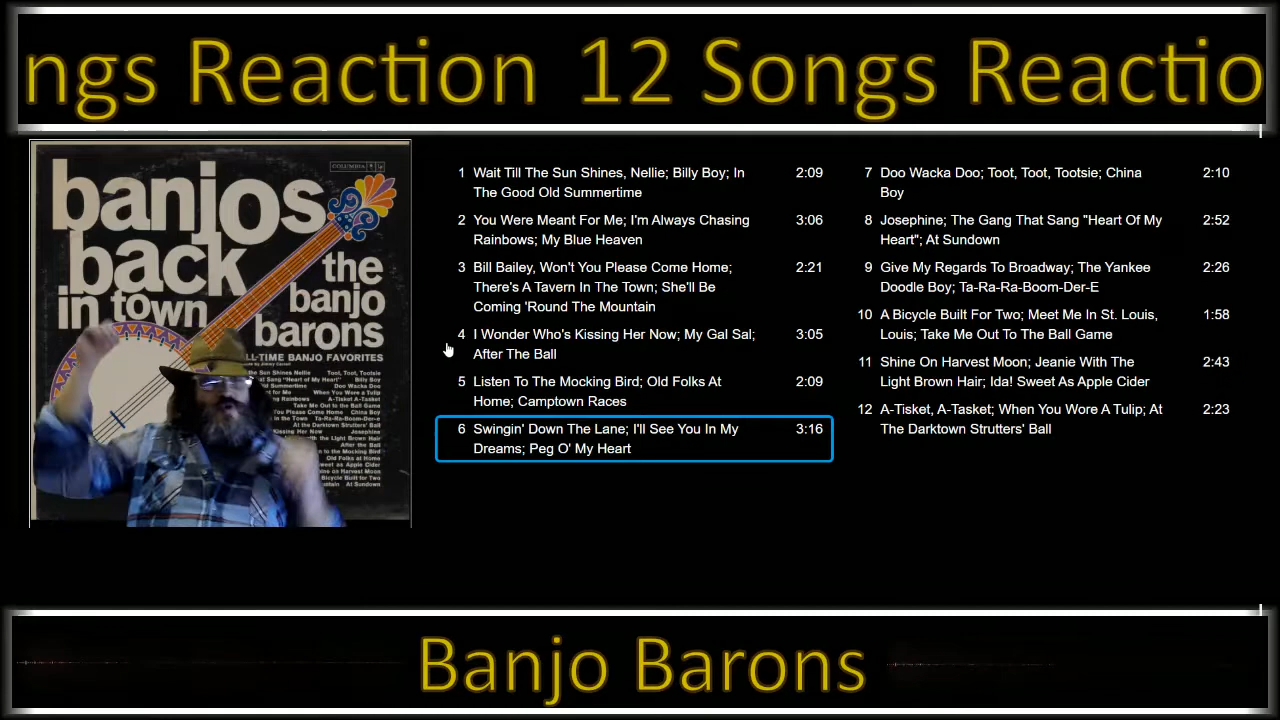 ngs Reaction 12 Songs Reactio
COLUMBIA
banjos
back
in town
the
banjo
barons
ALL-TIME BANJO FAVORITES
1 Wait Till The Sun Shines, Nellie; Billy Boy; In 2:09
The Good Old Summertime
2 You Were Meant For Me; I'm Always Chasing 3:06
Rainbows; My Blue Heaven
3 Bill Bailey, Won't You Please Come Home; 2:21
There's A Tavern In The Town; She'll Be
Coming 'Round The Mountain
4 I Wonder Who's Kissing Her Now; My Gal Sal; 3:05
After The Ball
5 Listen To The Mocking Bird; Old Folks At 2:09
Home; Camptown Races
6 Swingin' Down The Lane; I'll See You In My 3:16
Dreams; Peg O' My Heart
7 Doo Wacka Doo; Toot, Toot, Tootsie; China 2:10
Boy
8 Josephine; The Gang That Sang "Heart Of My 2:52
Heart"; At Sundown
9 Give My Regards To Broadway; The Yankee 2:26
Doodle Boy; Ta-Ra-Ra-Boom-Der-E
10 A Bicycle Built For Two; Meet Me In St. Louis, 1:58
Louis; Take Me Out To The Ball Game
11 Shine On Harvest Moon; Jeanie With The 2:43
Light Brown Hair; Ida! Sweet As Apple Cider
12 A-Tisket, A-Tasket; When You Wore A Tulip; At 2:23
The Darktown Strutters' Ball
Banjo Barons